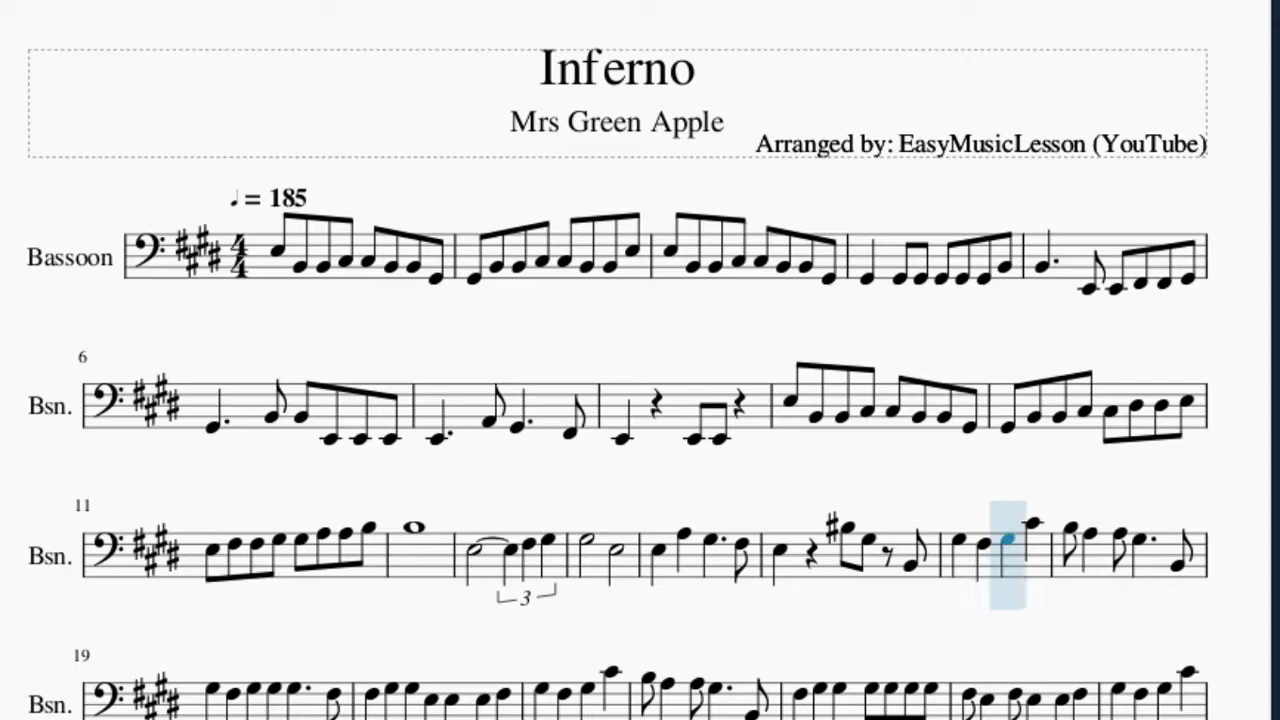 Inferno
Mrs Green Apple
Arranged by: EasyMusicLesson (YouTube)
♩= 185
Bassoon
4
4
6
Bsn.
11
Bsn.
3
19
Bsn.